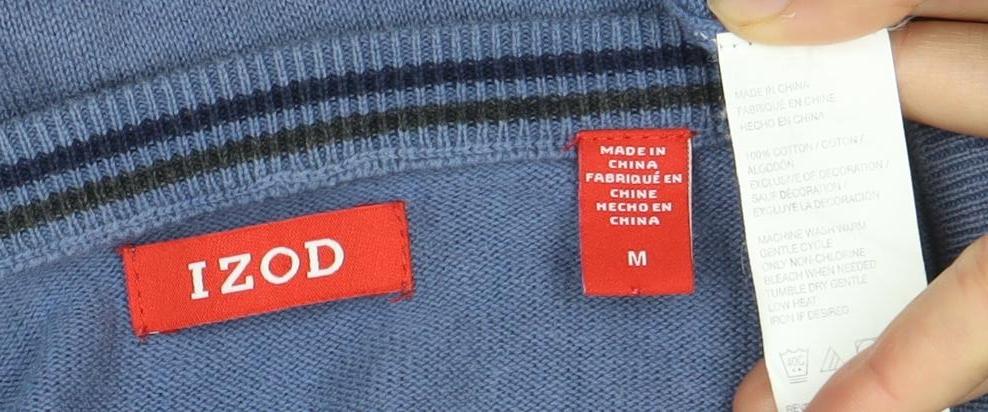 IZOD
MADE IN
CHINA
FABRIQUÉ EN
CHINE
HECHO EN
CHINA
M
MADE IN CHINA
FABRIQUÉ EN CHINE
HECHO EN CHINA
100% COTTON / COTON /
ALGODON
EXCLUSIVE OF DECORATION /
SAUF DÉCORATION /
EXCLUYE LA DECORACIÓN
MACHINE WASH WARM
GENTLE CYCLE
ONLY NON-CHLORINE
BLEACH WHEN NEEDED
TUMBLE DRY GENTLE
LOW HEAT
IRON IF DESIRED
40C